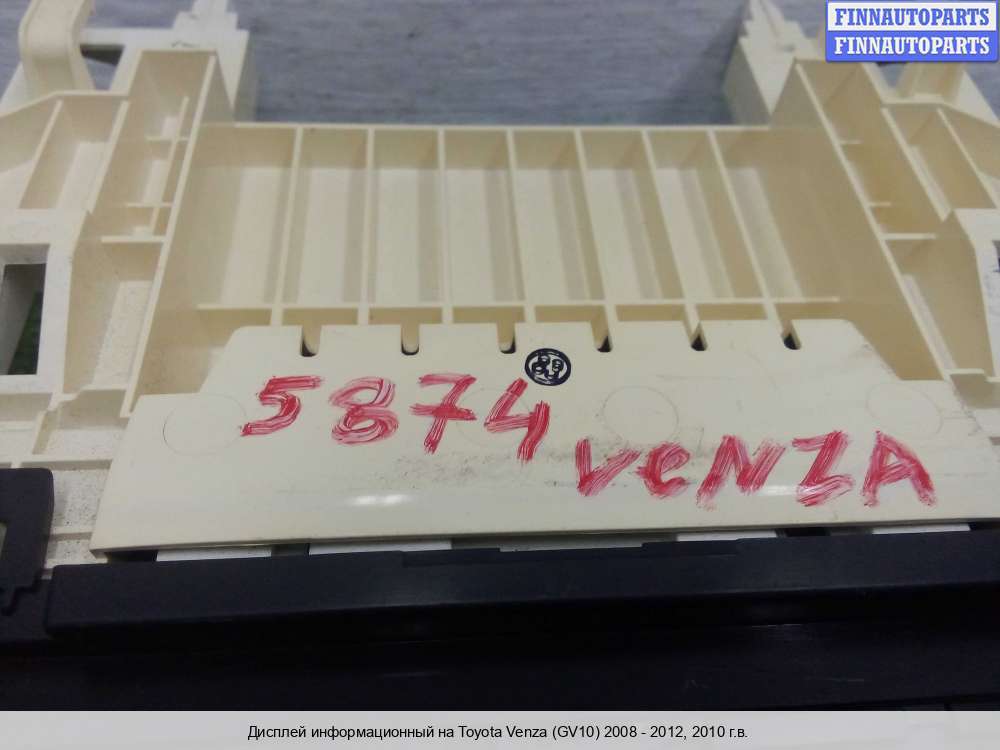 FINNAUTOPARTS
FINNAUTOPARTS
5874 VENZA
Дисплей информационный на Toyota Venza (GV10) 2008 - 2012, 2010 г.в.